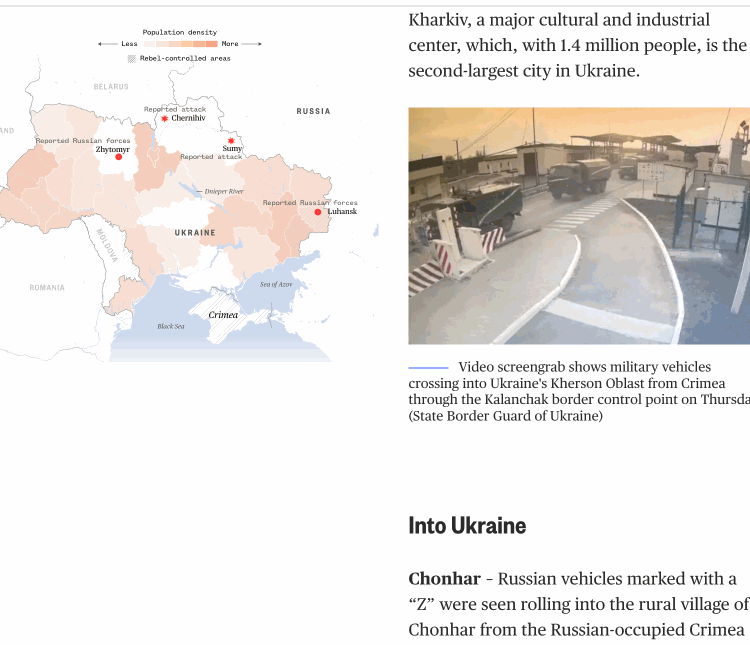 Population density
Less
More
Rebel-controlled areas
BELARUS
RUSSIA
Reported attack
Chernihiv
AND
Reported Russian forces
Zhytomyr
Sumy
Reported attack
Dnieper River
Reported Russian forces
Luhansk
UKRAINE
MOLDOVA
ROMANIA
Sea of Azov
Crimea
Black Sea
Kharkiv, a major cultural and industrial
center, which, with 1.4 million people, is the
second-largest city in Ukraine.
Video screengrab shows military vehicles
crossing into Ukraine's Kherson Oblast from Crimea
through the Kalanchak border control point on Thursda
(State Border Guard of Ukraine)
Into Ukraine
Chonhar – Russian vehicles marked with a
“Z” were seen rolling into the rural village of
Chonhar from the Russian-occupied Crimea